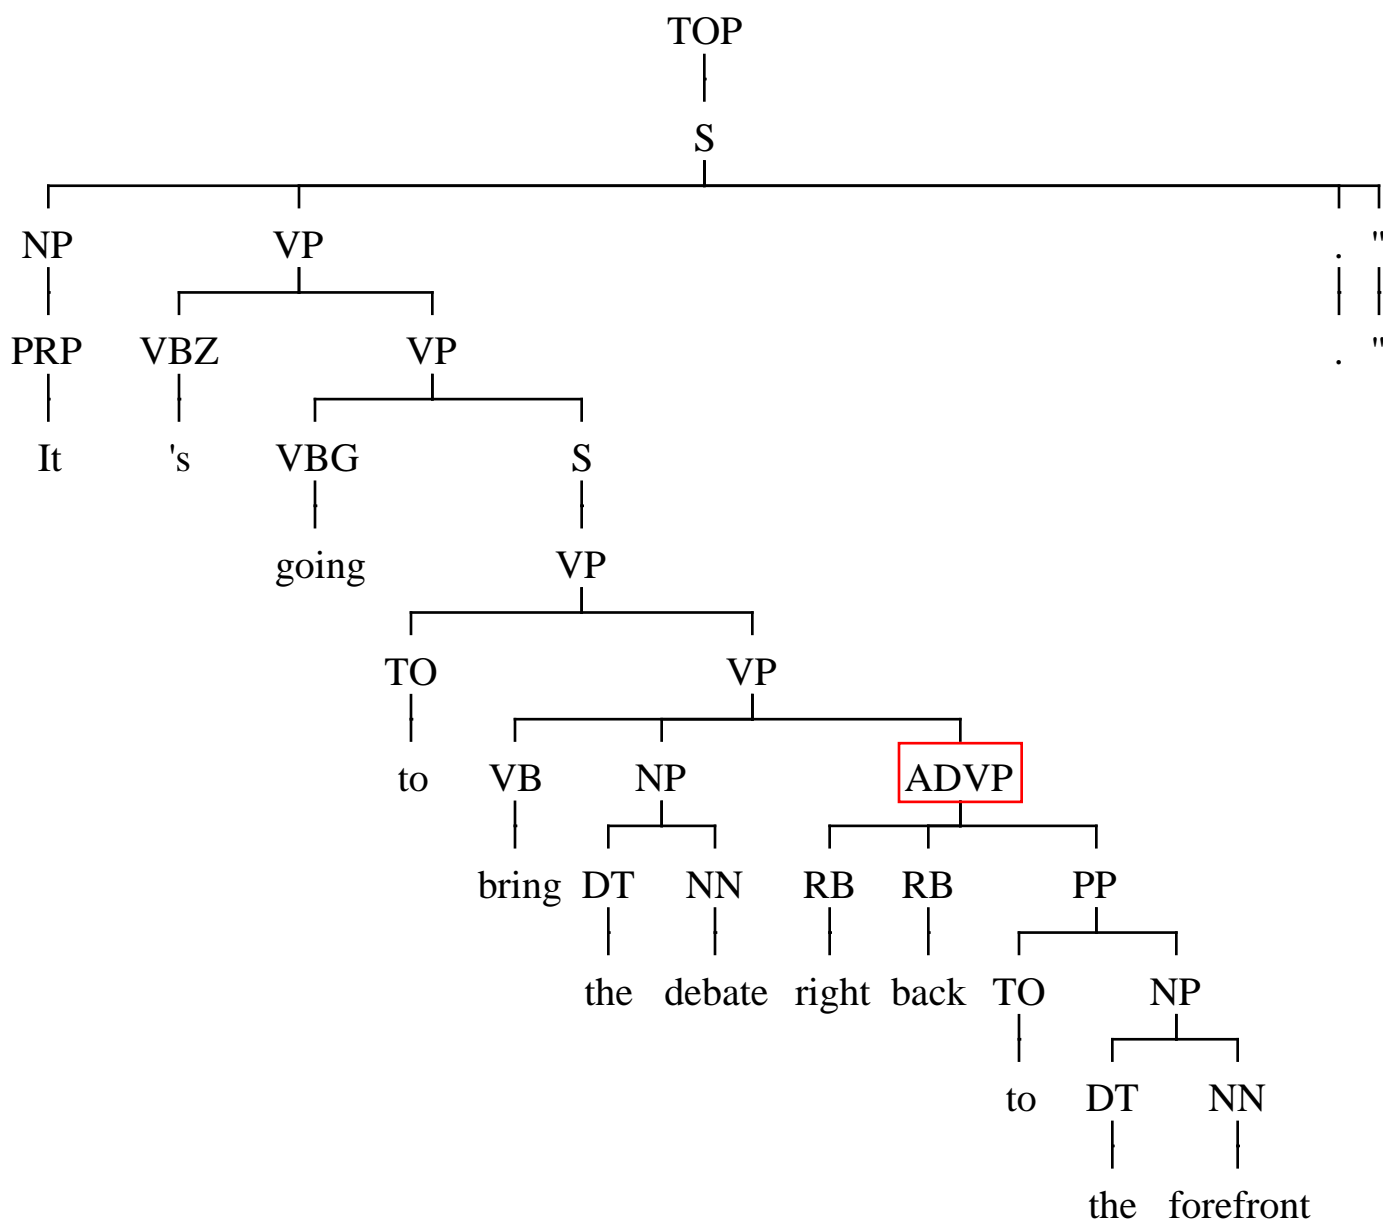 TOP
S
NP VP . "
PRP VBZ VP . "
It 's VBG S
going VP
TO VP
to VB NP ADVP
bring DT NN RB RB PP
the debate right back TO NP
to DT NN
the forefront